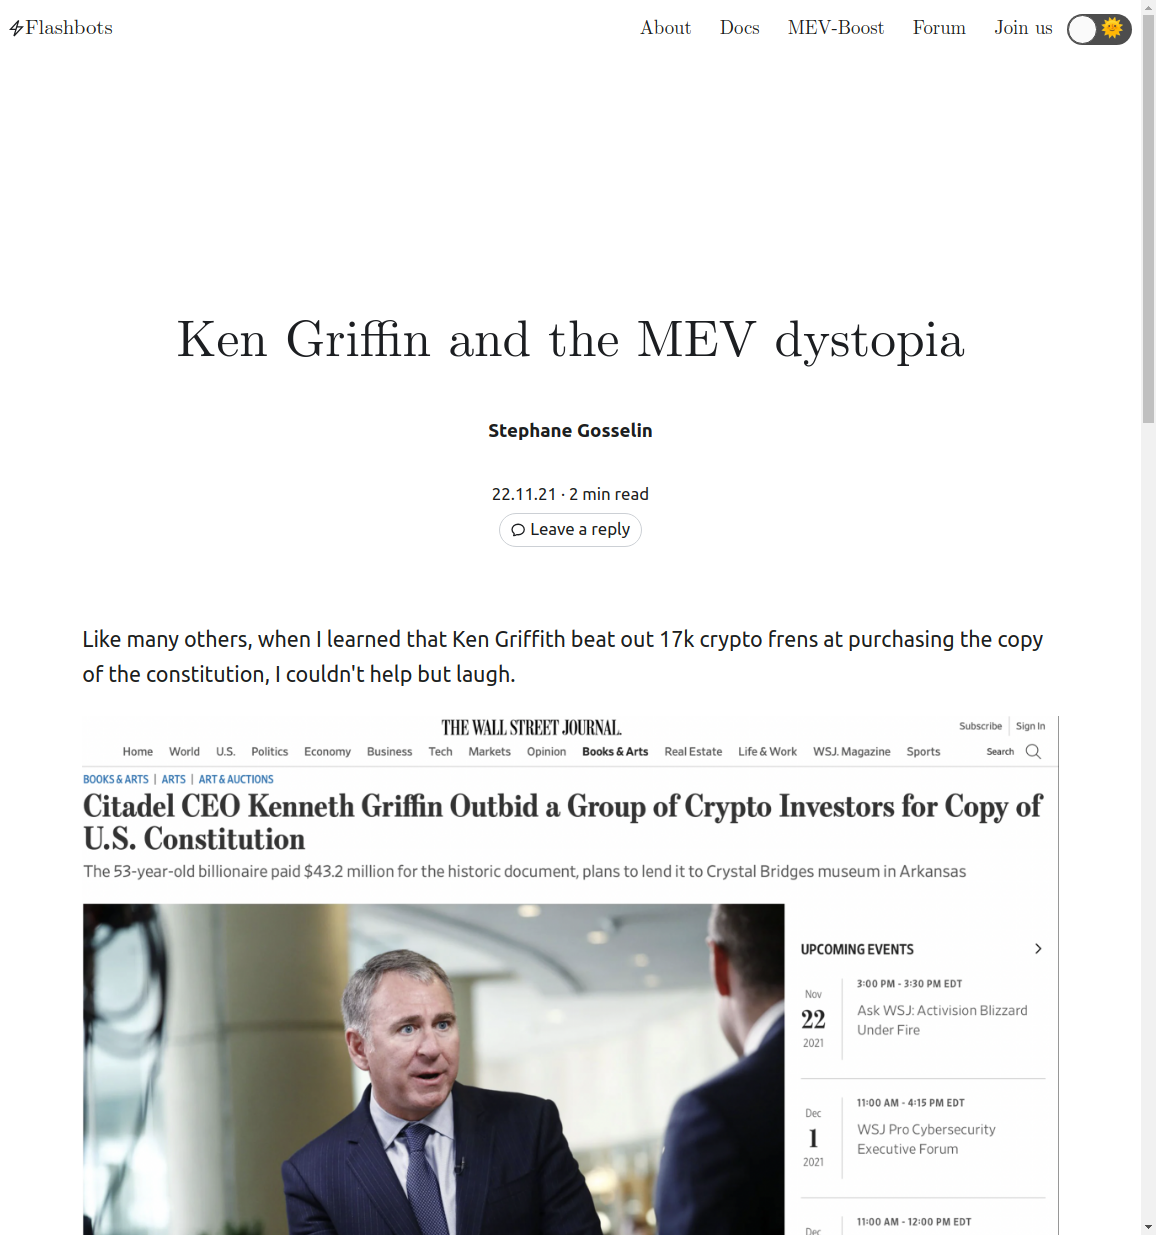 Flashbots
About Docs MEV-Boost Forum Join us
Ken Griffin and the MEV dystopia
Stephane Gosselin
22.11.21 · 2 min read
Leave a reply
Like many others, when I learned that Ken Griffith beat out 17k crypto frens at purchasing the copy
of the constitution, I couldn't help but laugh.
THE WALL STREET JOURNAL.
Subscribe Sign In
Home World U.S. Politics Economy Business Tech Markets Opinion Books & Arts Real Estate Life & Work WSJ. Magazine Sports Search
BOOKS & ARTS | ARTS | ART & AUCTIONS
Citadel CEO Kenneth Griffin Outbid a Group of Crypto Investors for Copy of
U.S. Constitution
The 53-year-old billionaire paid $43.2 million for the historic document, plans to lend it to Crystal Bridges museum in Arkansas
UPCOMING EVENTS
Nov
22
2021
3:00 PM - 3:30 PM EDT
Ask WSJ: Activision Blizzard
Under Fire
Dec
1
2021
11:00 AM - 4:15 PM EDT
WSJ Pro Cybersecurity
Executive Forum
Dec
11:00 AM - 12:00 PM EDT